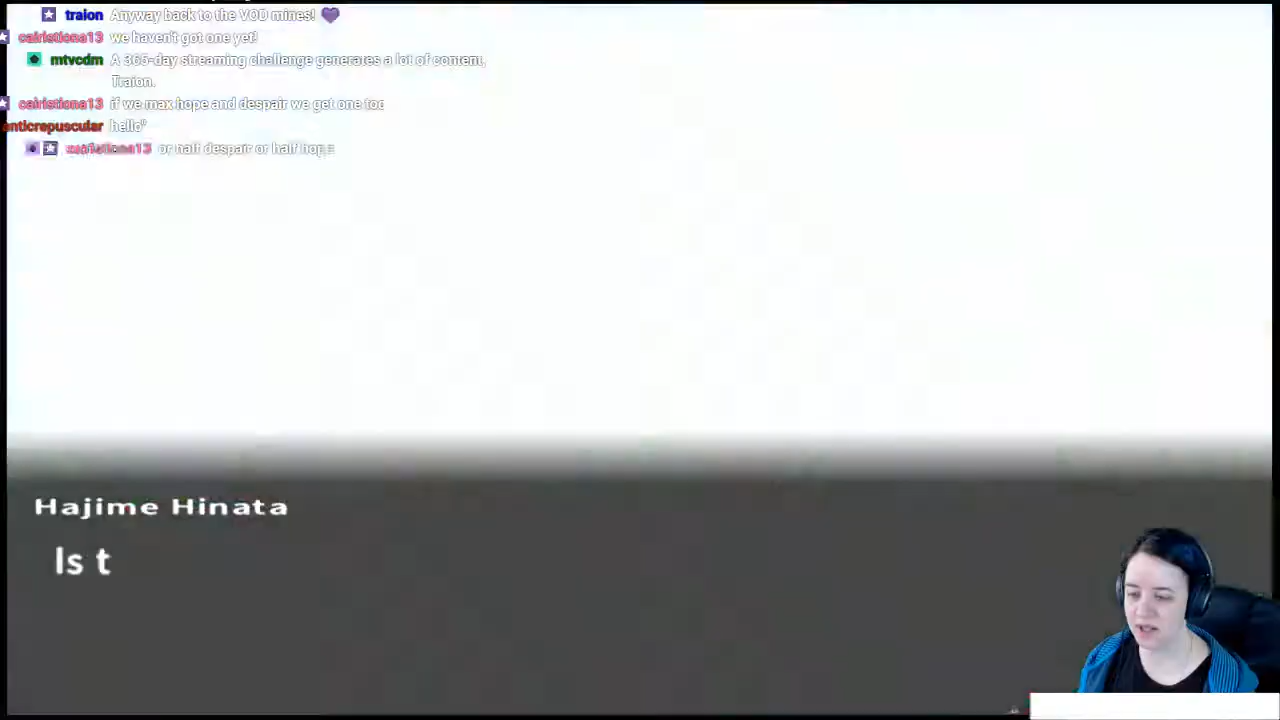 traion Anyway back to the VOD mines!
cairistiona13 we haven't got one yet!
mtvcdm A 365-day streaming challenge generates a lot of content,
Traion.
cairistiona13 if we max hope and despair we get one too
anticrepuscular hello"
cairistiona13 or half despair or half hope
Hajime Hinata
Is t